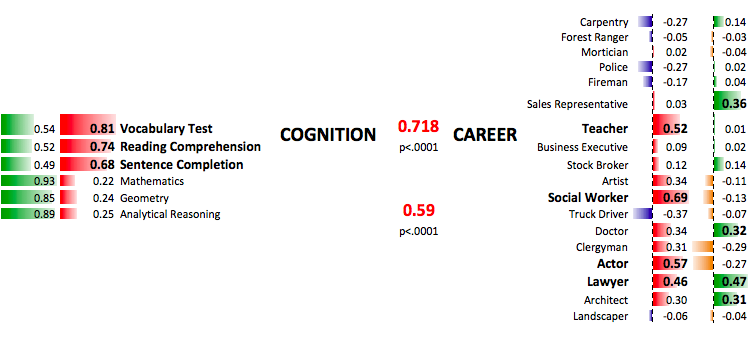 Carpentry -0.27 0.14
Forest Ranger -0.05 -0.03
Mortician 0.02 -0.04
Police -0.27 0.02
Fireman -0.17 0.04
Sales Representative 0.03 0.36
0.54 0.81 Vocabulary Test COGNITION 0.718 CAREER Teacher 0.52 0.01
0.52 0.74 Reading Comprehension p<.0001 Business Executive 0.09 0.02
0.49 0.68 Sentence Completion Stock Broker 0.12 0.14
0.93 0.22 Mathematics Artist 0.34 -0.11
0.85 0.24 Geometry Social Worker 0.69 -0.13
0.89 0.25 Analytical Reasoning 0.59 Truck Driver -0.37 -0.07
p<.0001 Doctor 0.34 0.32
Clergyman 0.31 -0.29
Actor 0.57 -0.27
Lawyer 0.46 0.47
Architect 0.30 0.31
Landscaper -0.06 -0.04